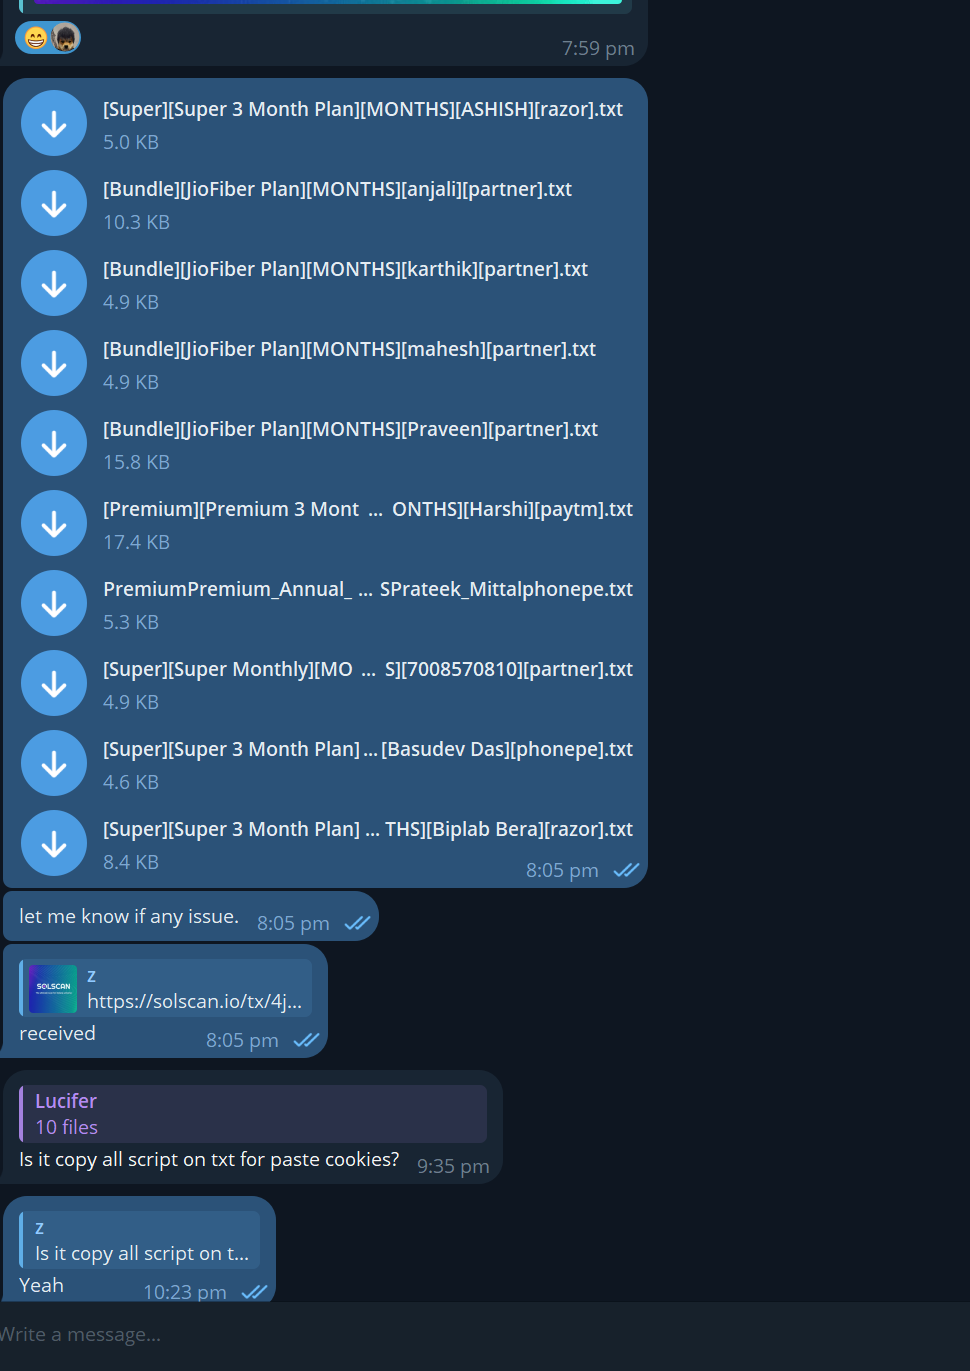 7:59 pm
[Super][Super 3 Month Plan][MONTHS][ASHISH][razor].txt
5.0 KB
[Bundle][JioFiber Plan][MONTHS][anjali][partner].txt
10.3 KB
[Bundle][JioFiber Plan][MONTHS][karthik][partner].txt
4.9 KB
[Bundle][JioFiber Plan][MONTHS][mahesh][partner].txt
4.9 KB
[Bundle][JioFiber Plan][MONTHS][Praveen][partner].txt
15.8 KB
[Premium][Premium 3 Mont ... ONTHS][Harshi][paytm].txt
17.4 KB
PremiumPremium_Annual_ ... SPrateek_Mittalphonepe.txt
5.3 KB
[Super][Super Monthly][MO ... S][7008570810][partner].txt
4.9 KB
[Super][Super 3 Month Plan] ... [Basudev Das][phonepe].txt
4.6 KB
[Super][Super 3 Month Plan] ... THS][Biplab Bera][razor].txt
8.4 KB
8:05 pm
let me know if any issue. 8:05 pm
SOLSCAN
z
https://solscan.io/tx/4j...
received 8:05 pm
Lucifer
10 files
Is it copy all script on txt for paste cookies? 9:35 pm
z
Is it copy all script on t...
Yeah 10:23 pm
Write a message...